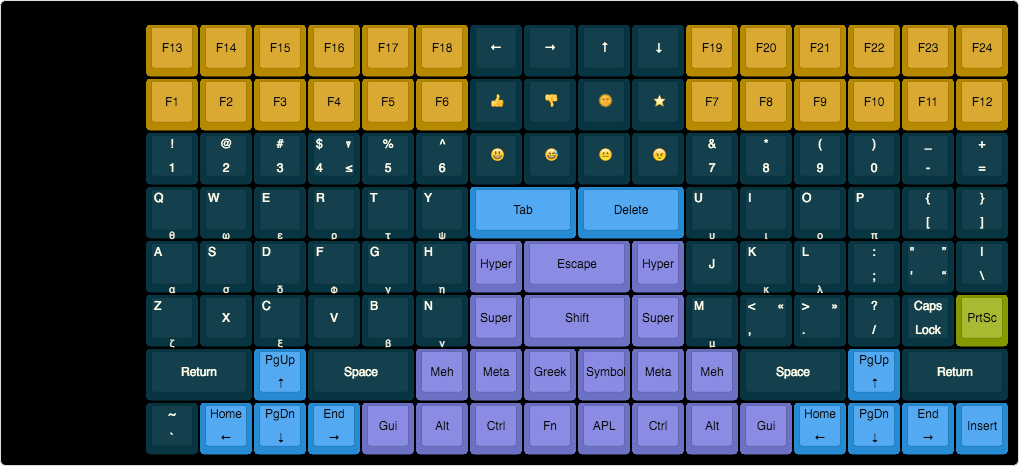 F13 F14 F15 F16 F17 F18 ← → ↑ ↓ F19 F20 F21 F22 F23 F24
F1 F2 F3 F4 F5 F6 👍 👎 🌞 ⭐ F7 F8 F9 F10 F11 F12
! @ # $ ⍒ % ^ & * ( ) _ +
1 2 3 4 ≤ 5 6 😃 😅 😐 😠 7 8 9 0 - =
Q W E R T Y Tab Delete U I O P { }
θ ω ε ρ τ ψ υ ι ο π [ ]
A S D F G H Hyper Escape Hyper J K L : " ” |
α σ δ φ γ η κ λ ; ' “ \
Z X C V B N Super Shift Super M < « > » ? Caps PrtSc
ζ ξ β ν μ , . / Lock
Return PgUp Space Meh Meta Greek Symbol Meta Meh Space PgUp Return
↑ ↑
~ Home PgDn End Gui Alt Ctrl Fn APL Ctrl Alt Gui Home PgDn End Insert
` ← ↓ → ← ↓ →